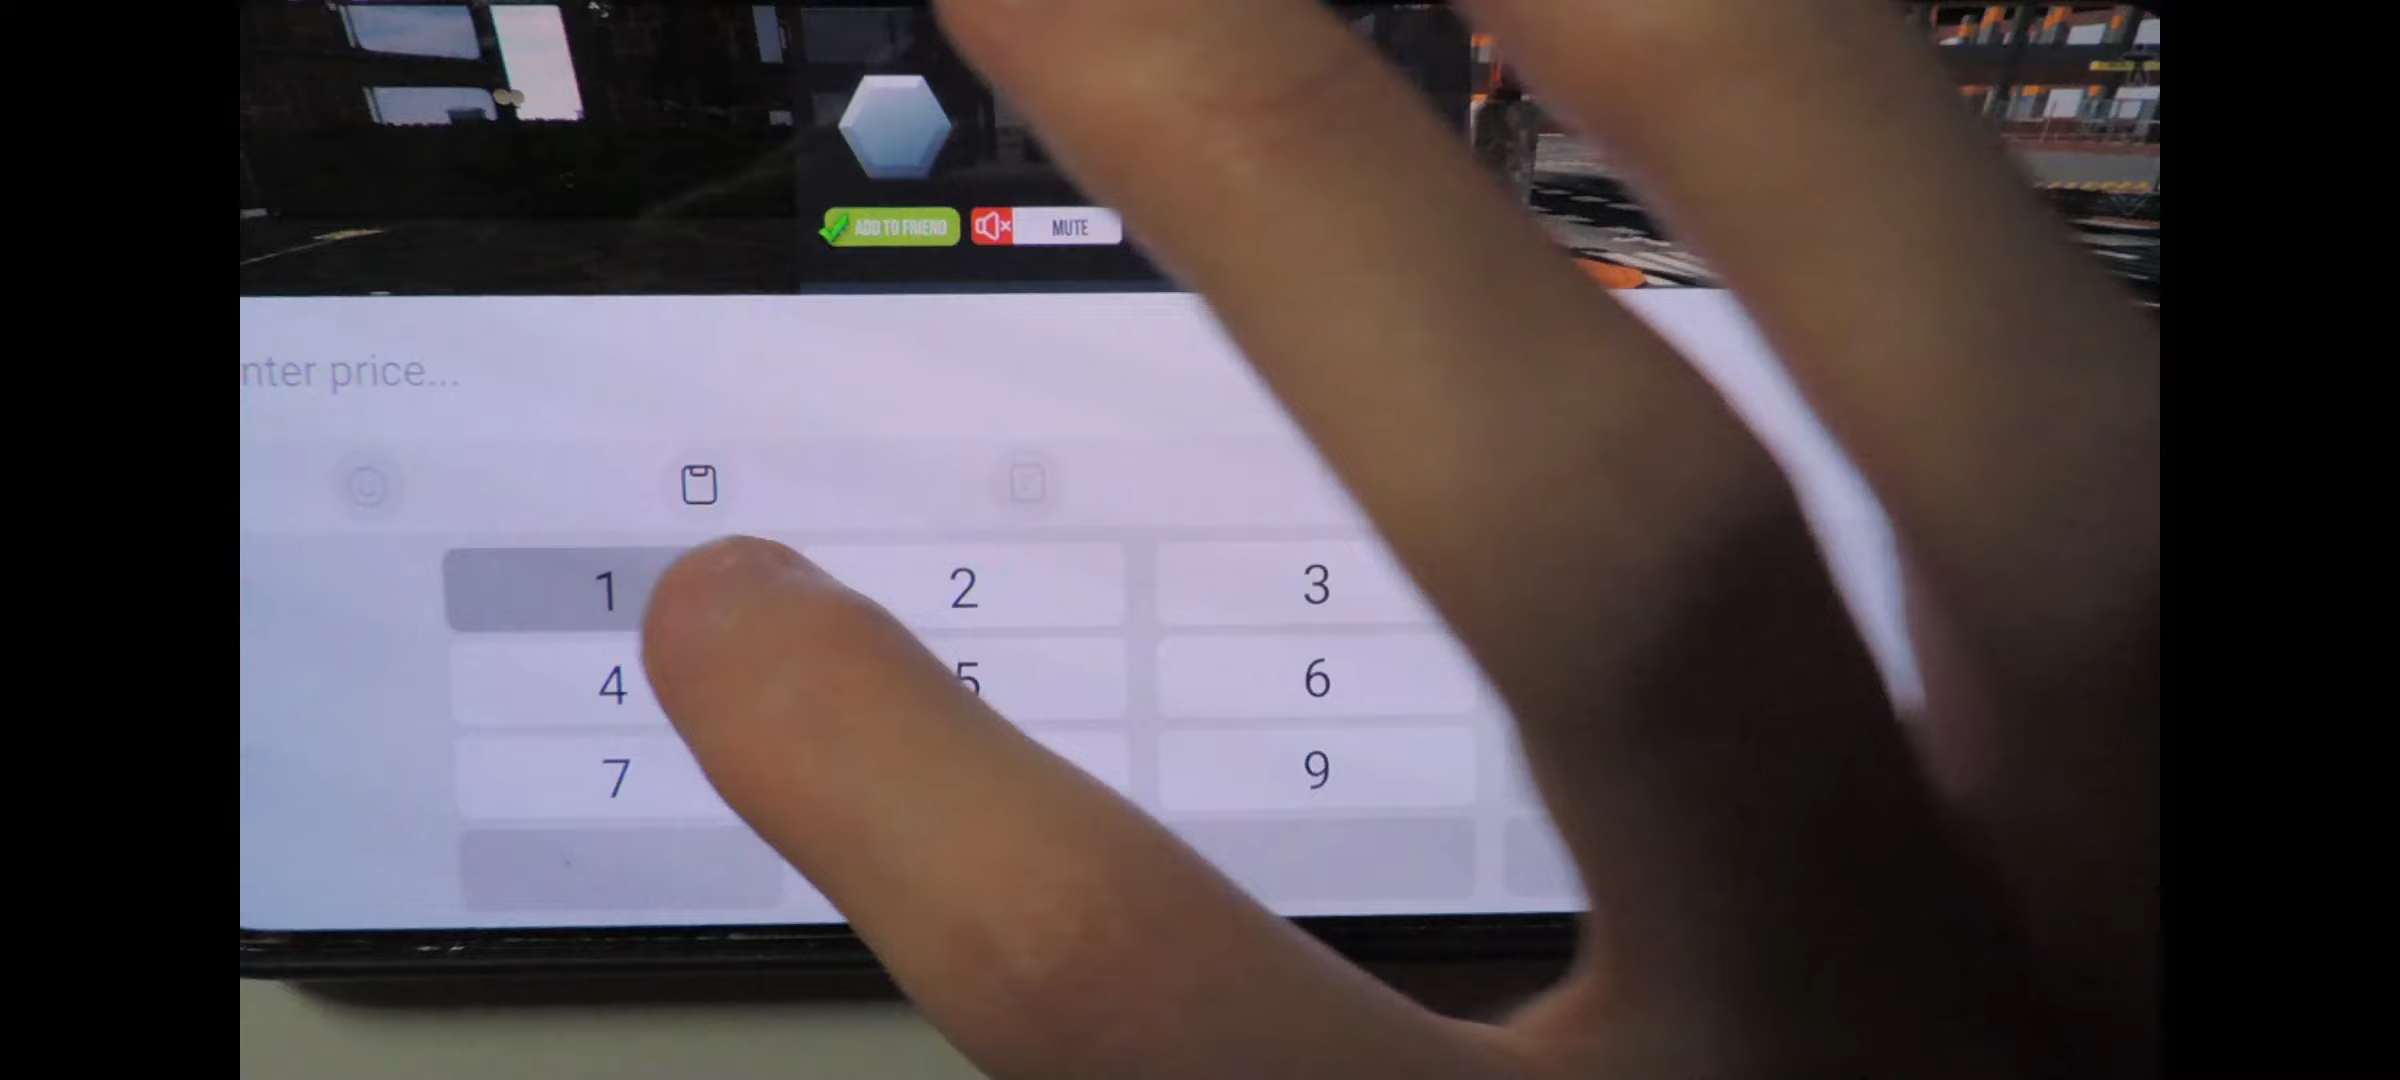 ADD TO FRIEND
MUTE
nter price...
1 2 3
4 5 6
7 9
.